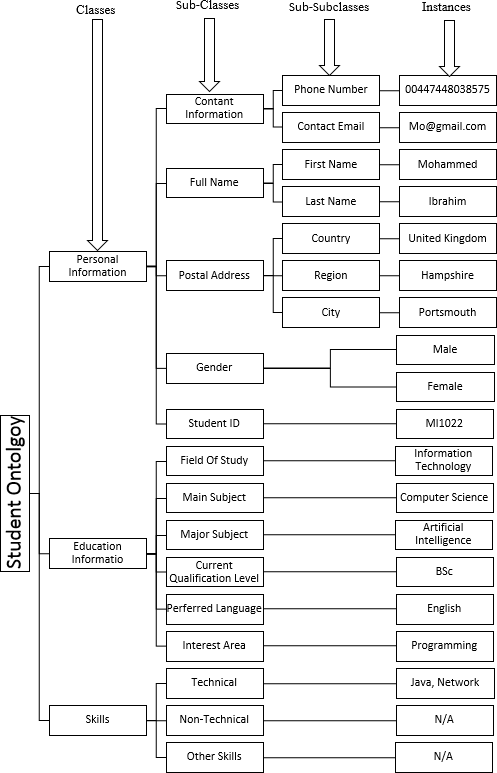 Classes
Sub-Classes
Sub-Subclasses
Instances
Contant
Information
Phone Number
00447448038575
Contact Email
Mo@gmail.com
Full Name
First Name
Mohammed
Last Name
Ibrahim
Personal
Information
Postal Address
Country
United Kingdom
Region
Hampshire
City
Portsmouth
Gender
Male
Female
Student ID
MI1022
Student Ontolgoy
Education
Informatio
Field Of Study
Information
Technology
Main Subject
Computer Science
Major Subject
Artificial
Intelligence
Current
Qualification Level
BSc
Perferred Language
English
Interest Area
Programming
Skills
Technical
Java, Network
Non-Technical
N/A
Other Skills
N/A